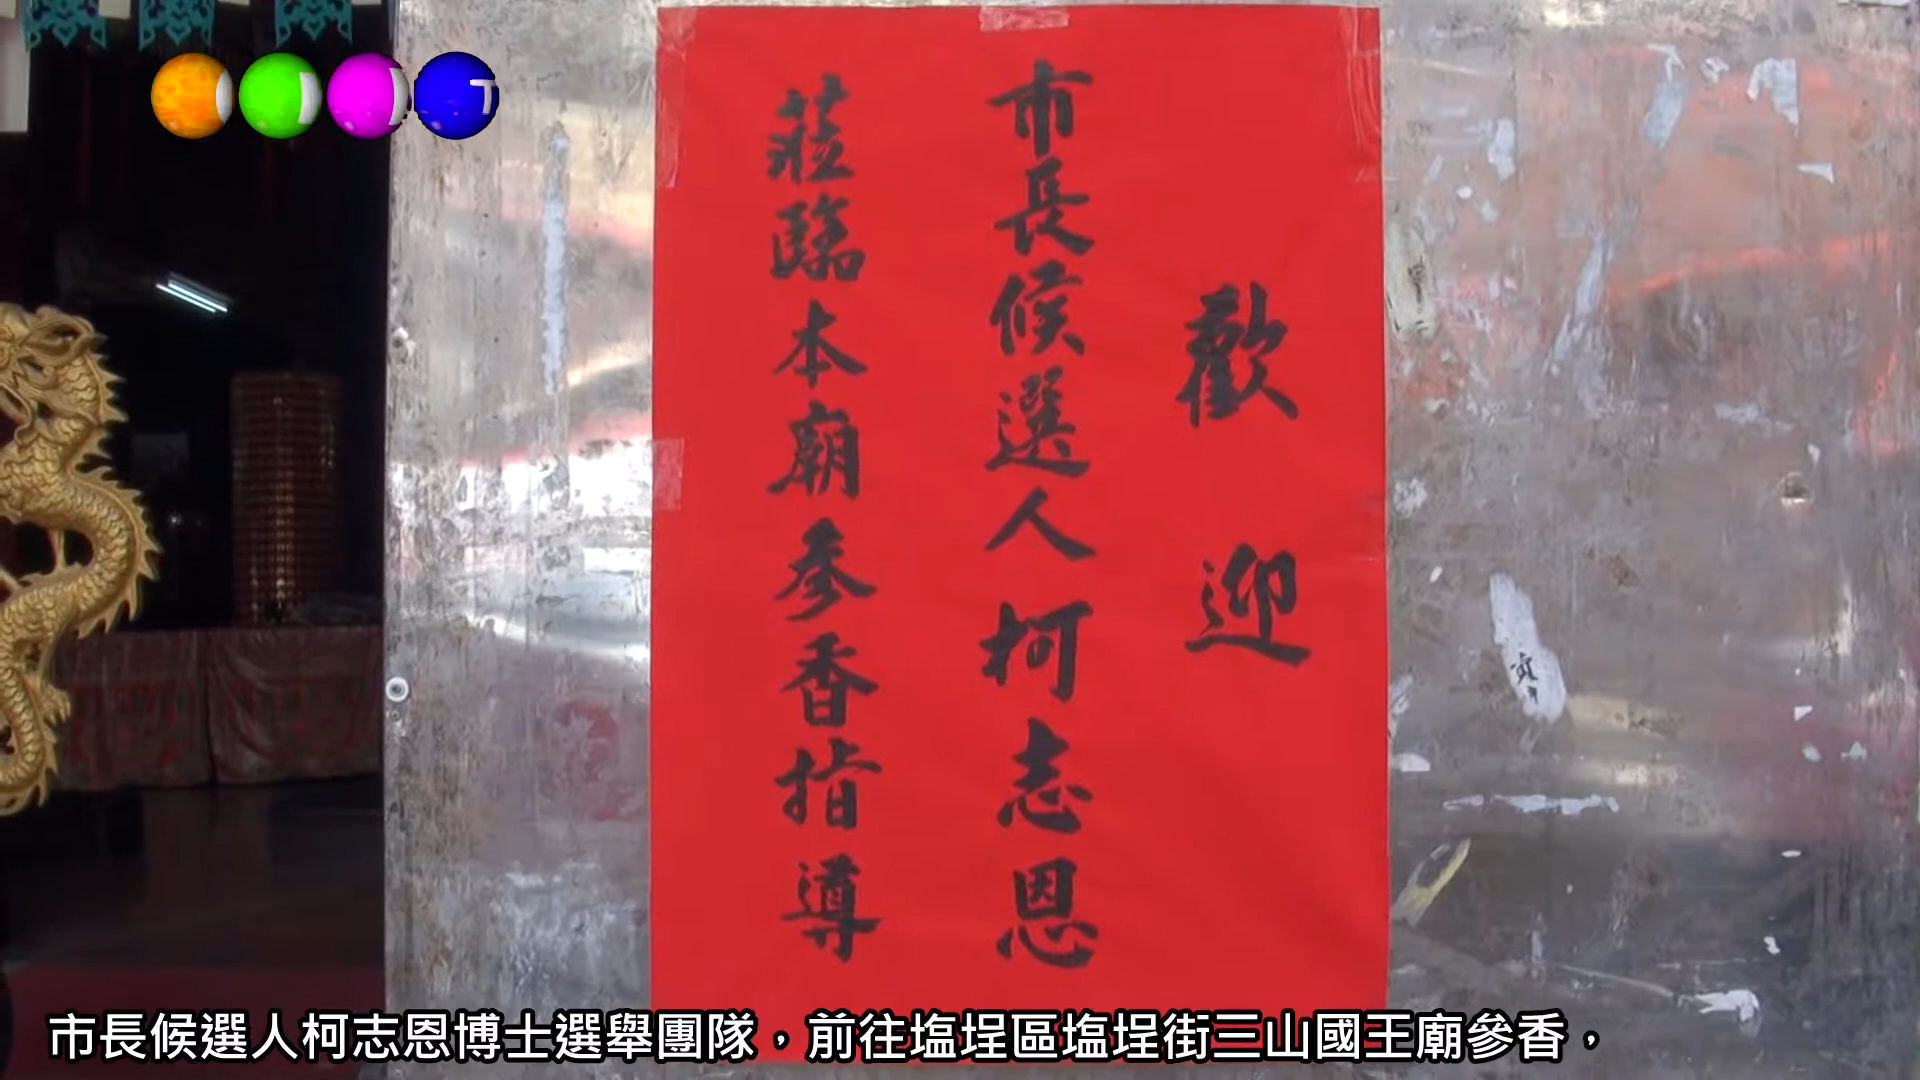 歡迎
市長候選人柯志恩
蒞臨本廟參香指導
市長候選人柯志恩博士選舉團隊，前往塩埕區塩埕街三山國王廟參香，